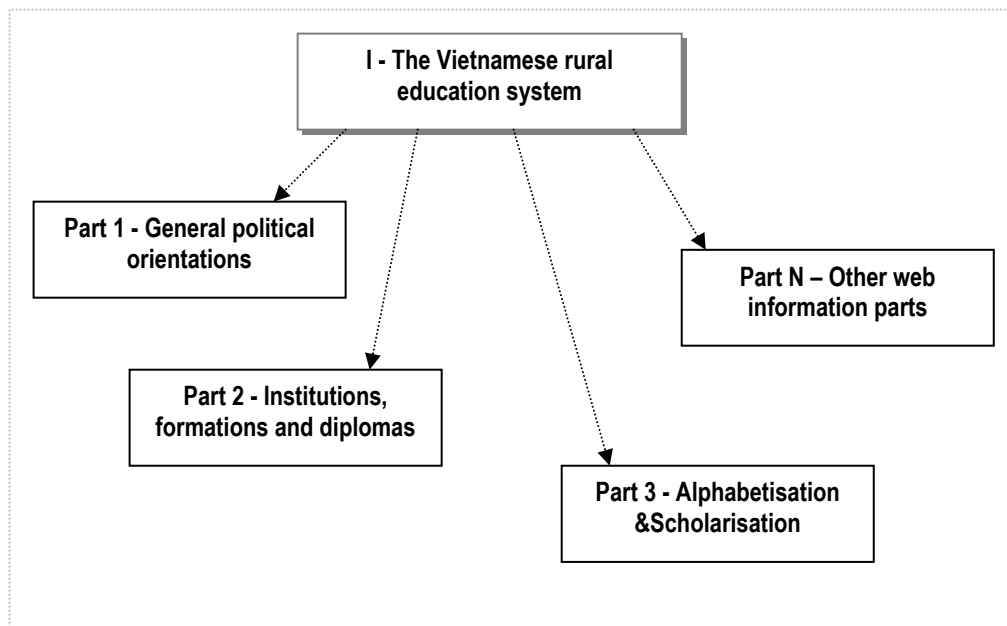 I - The Vietnamese rural
education system
Part 1 - General political
orientations
Part N – Other web
information parts
Part 2 - Institutions,
formations and diplomas
Part 3 - Alphabetisation
&Scholarisation